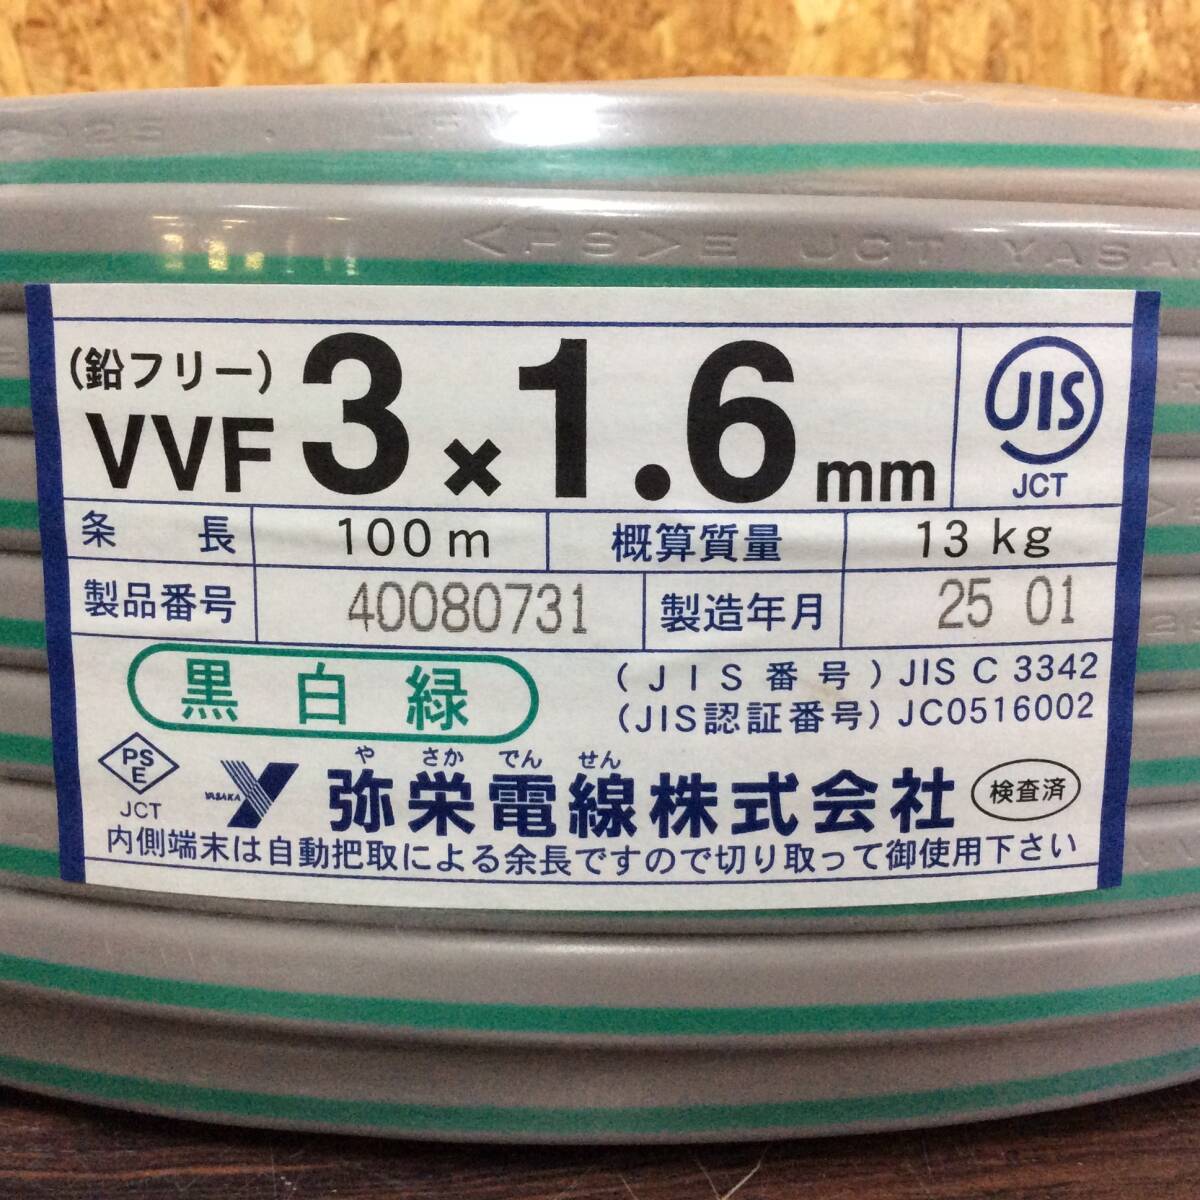 <PS>E JCT YASA
(鉛フリー)
VVF 3×1.6mm
JIS
JCT
条長 100m 概算質量 13kg
製品番号 40080731 製造年月 25 01
黒白緑
(JIS番号) JIS C 3342
(JIS認証番号) JC0516002
PS
E
JCT
YASAKA
や さか でん せん
弥栄電線株式会社
検査済
内側端末は自動把取による余長ですので切り取って御使用下さい